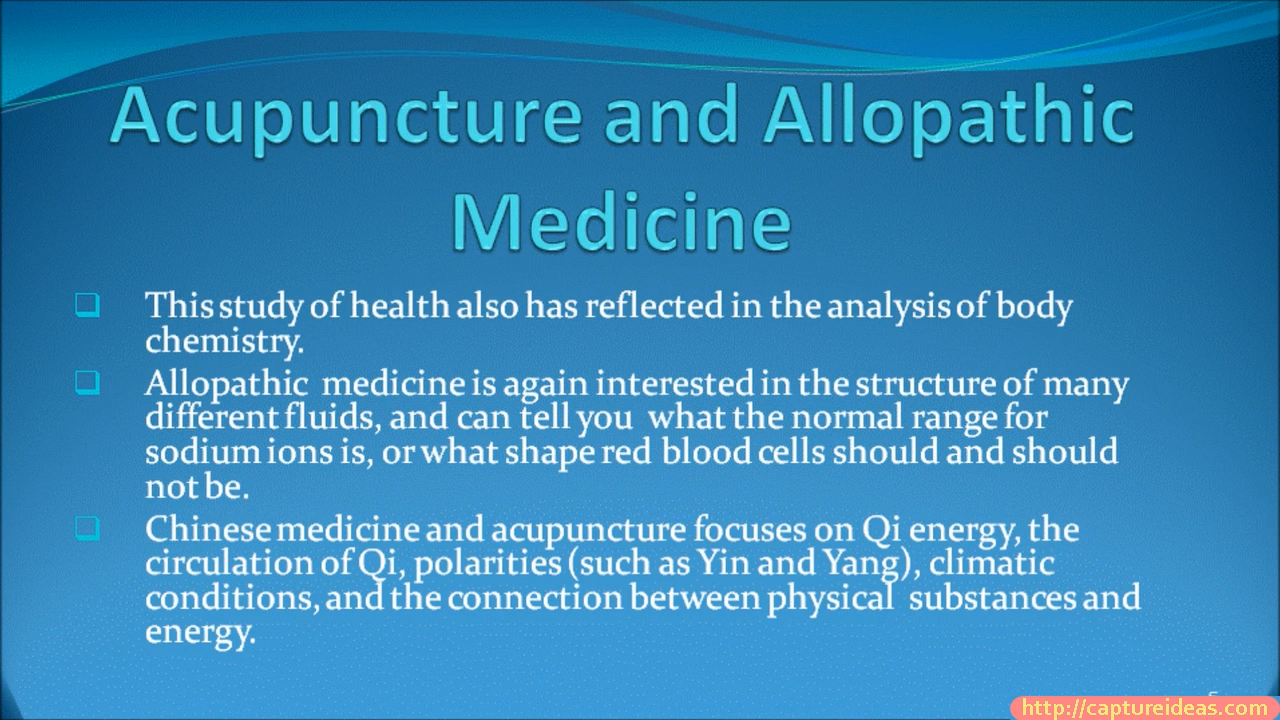 Acupuncture and Allopathic
Medicine
This study of health also has reflected in the analysis of body
chemistry.
Allopathic medicine is again interested in the structure of many
different fluids, and can tell you what the normal range for
sodium ions is, or what shape red blood cells should and should
not be.
Chinese medicine and acupuncture focuses on Qi energy, the
circulation of Qi, polarities (such as Yin and Yang), climatic
conditions, and the connection between physical substances and
energy.
http://captureideas.com